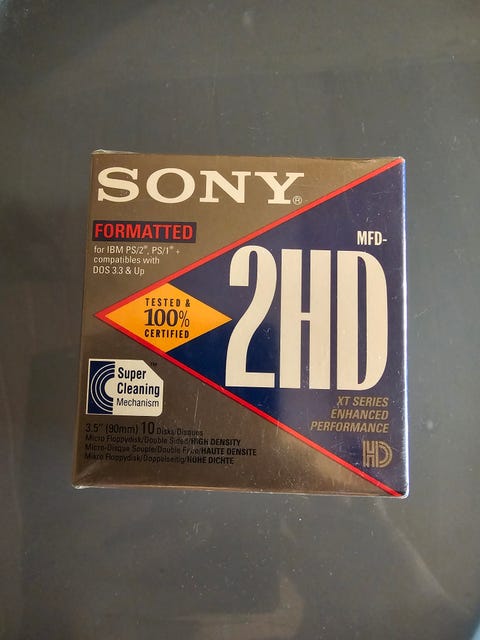 SONY®
FORMATTED
for IBM PS/2®, PS/1® +
compatibles with
DOS 3.3 & Up
MFD-
2HD
TESTED &
100%
CERTIFIED
Super
Cleaning
Mechanism
TM
XT SERIES
ENHANCED
PERFORMANCE
HD
3.5" (90mm) 10 Disks/Disques
Micro Floppydisk/Double Sided/HIGH DENSITY
Micro-Disque Souple/Double Face/HAUTE DENSITE
Micro Floppydisk/Doppelseitig/HOHE DICHTE